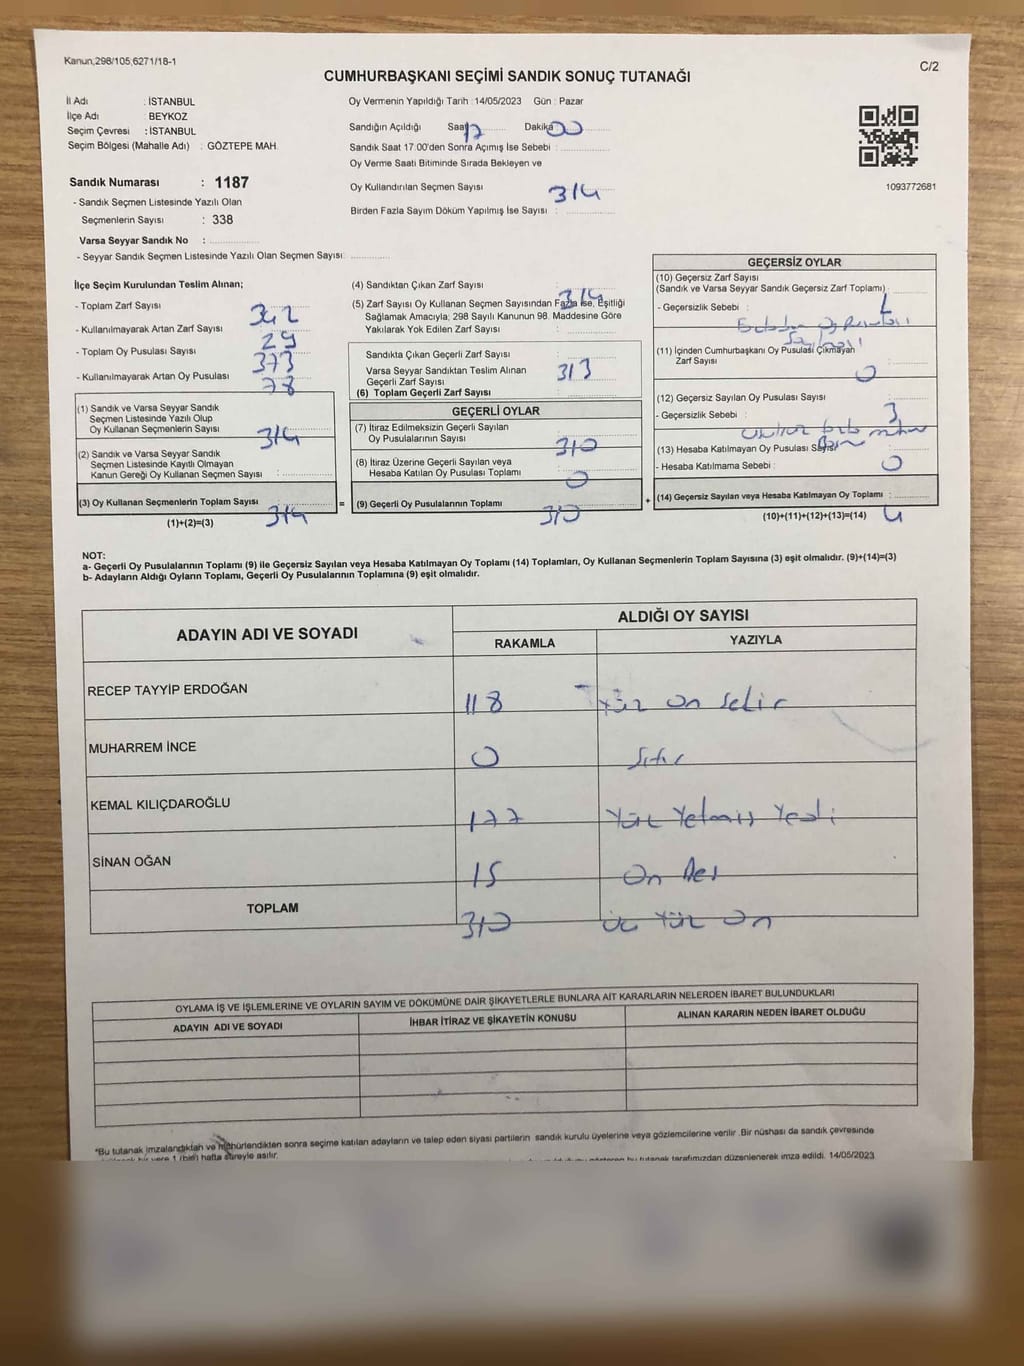 Kanun,298/105,6271/18-1
C/2
CUMHURBAŞKANI SEÇİMİ SANDIK SONUÇ TUTANAĞI
İl Adı : İSTANBUL
İlçe Adı : BEYKOZ
Seçim Çevresi : İSTANBUL
Seçim Bölgesi (Mahalle Adı) : GÖZTEPE MAH.
Sandık Numarası : 1187
- Sandık Seçmen Listesinde Yazılı Olan
Seçmenlerin Sayısı : 338
Varsa Seyyar Sandık No :
- Seyyar Sandık Seçmen Listesinde Yazılı Olan Seçmen Sayısı:
Oy Vermenin Yapıldığı Tarih : 14/05/2023 Gün : Pazar
Sandığın Açıldığı Saat 17 Dakika 00
Sandık Saat 17:00'den Sonra Açımış İse Sebebi :
Oy Verme Saati Bitiminde Sırada Bekleyen ve
Oy Kullandırılan Seçmen Sayısı : 314
Birden Fazla Sayım Döküm Yapılmış İse Sayısı :
1093772681
İlçe Seçim Kurulundan Teslim Alınan;
- Toplam Zarf Sayısı : 342
- Kullanılmayarak Artan Zarf Sayısı : 29
- Toplam Oy Pusulası Sayısı : 373
- Kullanılmayarak Artan Oy Pusulası : 78
(1) Sandık ve Varsa Seyyar Sandık
Seçmen Listesinde Yazılı Olup
Oy Kullanan Seçmenlerin Sayısı : 314
(2) Sandık ve Varsa Seyyar Sandık
Seçmen Listesinde Kayıtlı Olmayan
Kanun Gereği Oy Kullanan Seçmen Sayısı :
(3) Oy Kullanan Seçmenlerin Toplam Sayısı :
(1)+(2)=(3) 314
(4) Sandıktan Çıkan Zarf Sayısı : 314
(5) Zarf Sayısı Oy Kullanan Seçmen Sayısından Fazla ise, Eşitliği
Sağlamak Amacıyla; 298 Sayılı Kanunun 98. Maddesine Göre
Yakılarak Yok Edilen Zarf Sayısı :
Sandıkta Çıkan Geçerli Zarf Sayısı :
Varsa Seyyar Sandıktan Teslim Alınan
Geçerli Zarf Sayısı 313
(6) Toplam Geçerli Zarf Sayısı :
GEÇERLİ OYLAR
(7) İtiraz Edilmeksizin Geçerli Sayılan
Oy Pusulalarının Sayısı : 310
(8) İtiraz Üzerine Geçerli Sayılan veya
Hesaba Katılan Oy Pusulası Toplamı : 0
= (9) Geçerli Oy Pusulalarının Toplamı : 310
GEÇERSİZ OYLAR
(10) Geçersiz Zarf Sayısı
(Sandık ve Varsa Seyyar Sandık Geçersiz Zarf Toplamı) :
- Geçersizlik Sebebi :
(11) İçinden Cumhurbaşkanı Oy Pusulası Çıkmayan
Zarf Sayısı : 0
(12) Geçersiz Sayılan Oy Pusulası Sayısı : 3
- Geçersizlik Sebebi :
(13) Hesaba Katılmayan Oy Pusulası Sayısı :
- Hesaba Katılmama Sebebi : 0
+ (14) Geçersiz Sayılan veya Hesaba Katılmayan Oy Toplamı :
(10)+(11)+(12)+(13)=(14) 4
NOT:
a- Geçerli Oy Pusulalarının Toplamı (9) ile Geçersiz Sayılan veya Hesaba Katılmayan Oy Toplamı (14) Toplamları, Oy Kullanan Seçmenlerin Toplam Sayısına (3) eşit olmalıdır. (9)+(14)=(3)
b- Adayların Aldığı Oyların Toplamı, Geçerli Oy Pusulalarının Toplamına (9) eşit olmalıdır.
ADAYIN ADI VE SOYADI
ALDIĞI OY SAYISI
RAKAMLA YAZIYLA
RECEP TAYYİP ERDOĞAN 118 Yüz on sekiz
MUHARREM İNCE 0 Sıfır
KEMAL KILIÇDAROĞLU 177 Yüz Yetmiş Yedi
SİNAN OĞAN 15 On Beş
TOPLAM 310 Üç Yüz On
OYLAMA İŞ VE İŞLEMLERİNE VE OYLARIN SAYIM VE DÖKÜMÜNE DAİR ŞİKAYETLERLE BUNLARA AİT KARARLARIN NELERDEN İBARET BULUNDUKLARI
ADAYIN ADI VE SOYADI
İHBAR İTİRAZ VE ŞİKAYETİN KONUSU
ALINAN KARARIN NEDEN İBARET OLDUĞU
*Bu tutanak imzalandıktan ve mühürlendikten sonra seçime katılan adayların ve talep eden siyasi partilerin sandık kurulu üyelerine veya gözlemcilerine verilir .Bir nüshası da sandık çevresinde
1 (bir) hafta süreyle asılır.
bu tutanak tarafımızdan düzenlenerek imza edildi. 14/05/2023